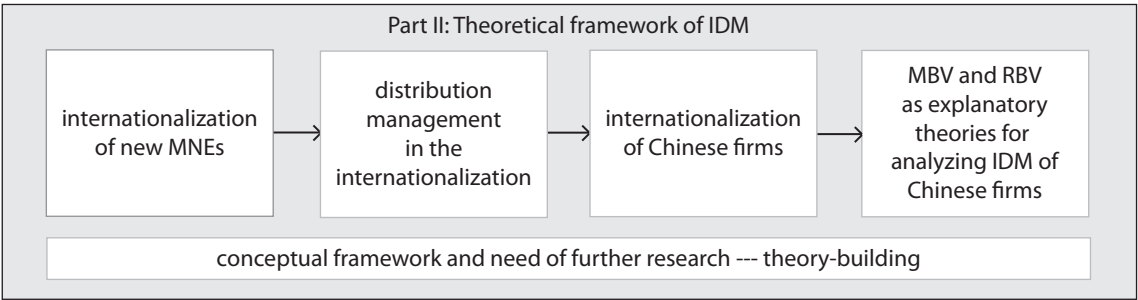 Part II: Theoretical framework of IDM
internationalization
of new MNEs
distribution
management
in the
internationalization
internationalization
of Chinese firms
MBV and RBV
as explanatory
theories for
analyzing IDM of
Chinese firms
conceptual framework and need of further research --- theory-building